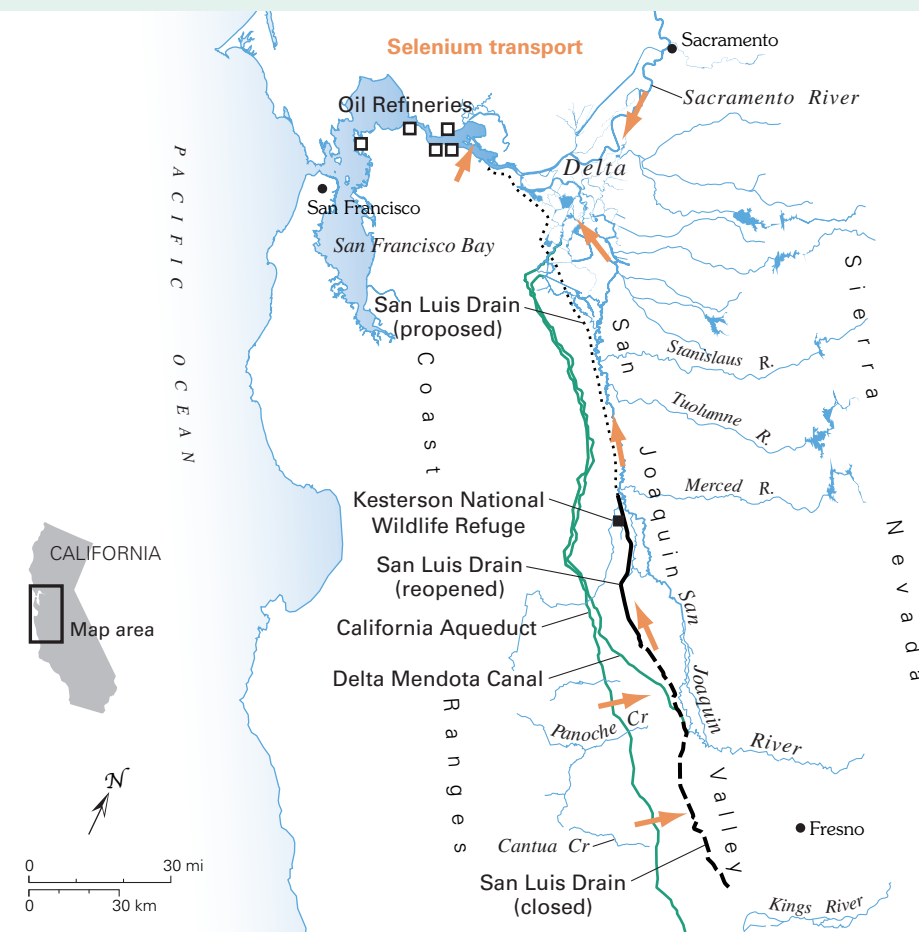 Selenium transport
Sacramento
Oil Refineries
Sacramento River
Delta
PACIFIC OCEAN
San Francisco
San Francisco Bay
San Luis Drain
(proposed)
Sierra Nevada
Stanislaus R.
Tuolumne R.
Coast Ranges
San Joaquin Valley
Merced R.
Kesterson National
Wildlife Refuge
CALIFORNIA
San Luis Drain
(reopened)
Map area
California Aqueduct
San Joaquin River
Delta Mendota Canal
Panoche Cr
N
Fresno
Cantua Cr
0 30 mi
0 30 km
San Luis Drain
(closed)
Kings River